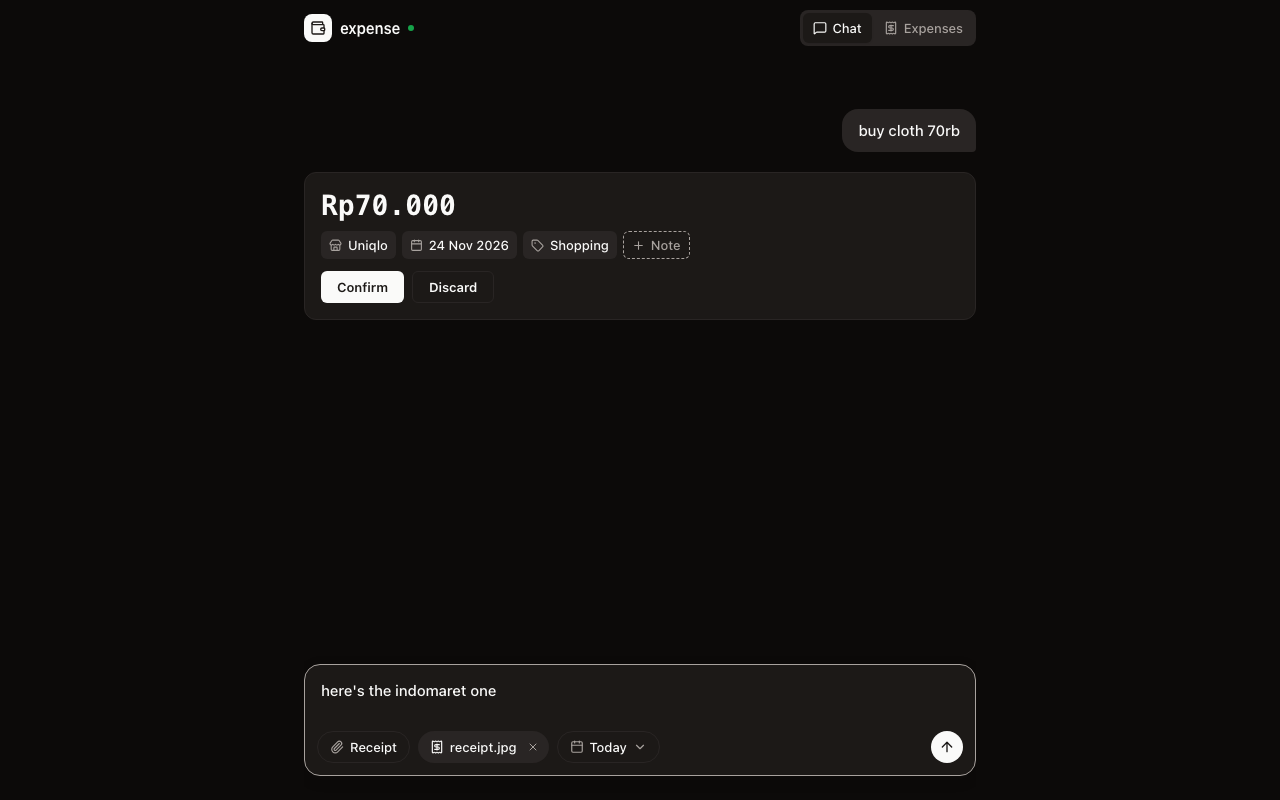 expense
Chat
Expenses
buy cloth 70rb
Rp70.000
Uniqlo
24 Nov 2026
Shopping
Note
Confirm
Discard
here's the indomaret one
Receipt
receipt.jpg
Today